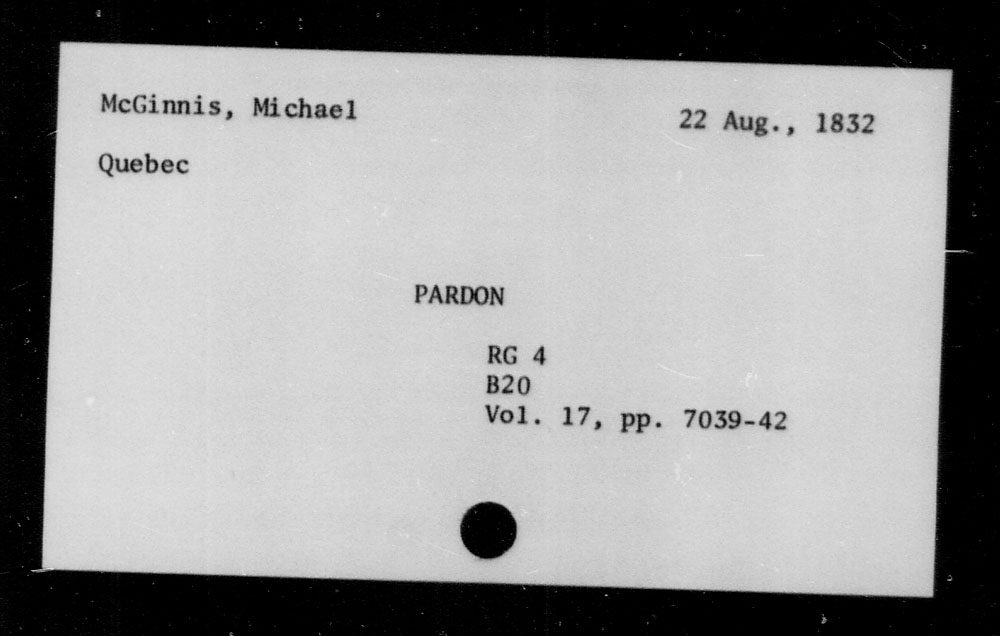 McGinnis, Michael
22 Aug., 1832
Quebec
PARDON
RG 4
B20
Vol. 17, pp. 7039-42